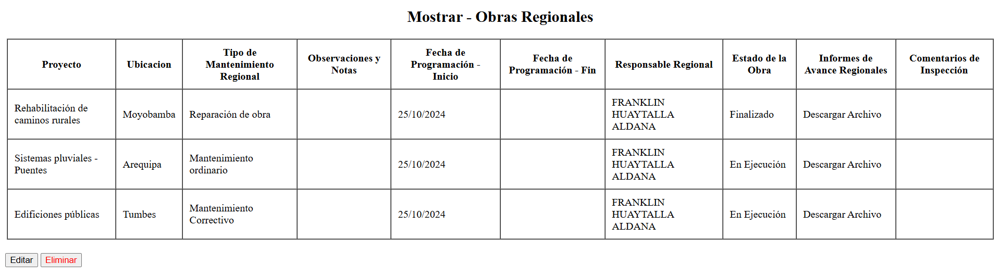 Mostrar - Obras Regionales
Proyecto
Ubicacion
Tipo de
Mantenimiento
Regional
Observaciones y
Notas
Fecha de
Programación -
Inicio
Fecha de
Programación - Fin
Responsable Regional
Estado de la
Obra
Informes de
Avance Regionales
Comentarios de
Inspección
Rehabilitación de
caminos rurales
Moyobamba
Reparación de obra
25/10/2024
FRANKLIN
HUAYTALLA
ALDANA
Finalizado
Descargar Archivo
Sistemas pluviales -
Puentes
Arequipa
Mantenimiento
ordinario
25/10/2024
FRANKLIN
HUAYTALLA
ALDANA
En Ejecución
Descargar Archivo
Edificiones públicas
Tumbes
Mantenimiento
Correctivo
25/10/2024
FRANKLIN
HUAYTALLA
ALDANA
En Ejecución
Descargar Archivo
Editar
Eliminar